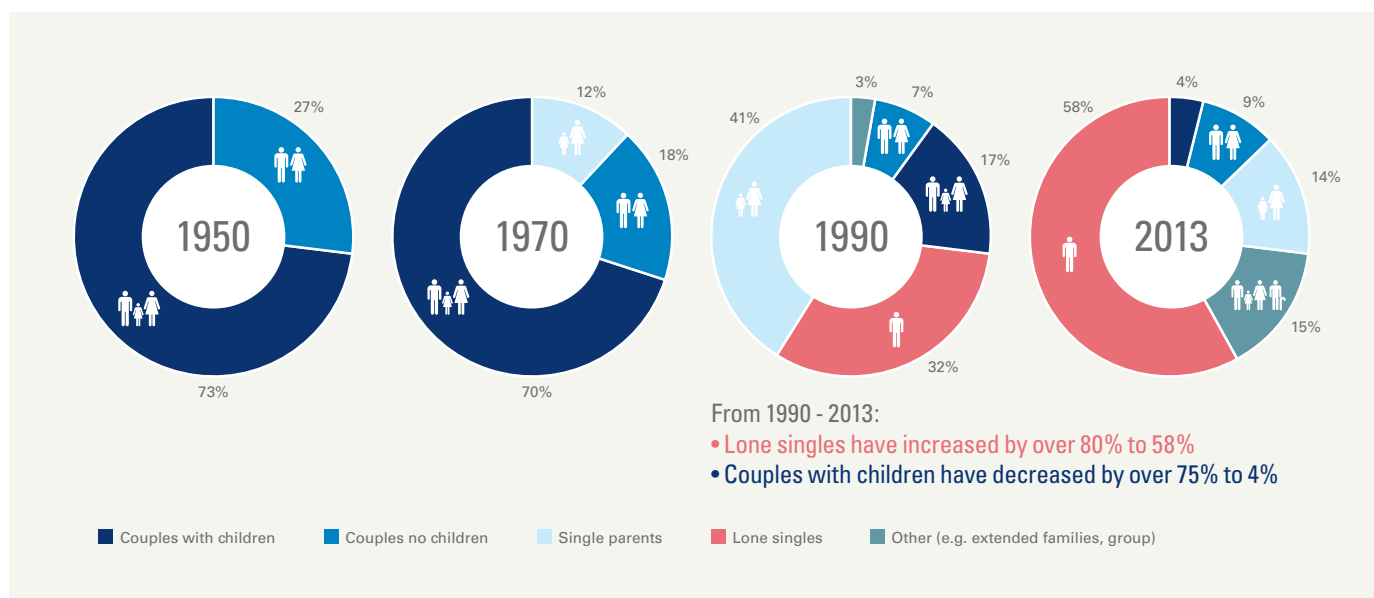 27%
1950
73%
12%
18%
1970
70%
3%
7%
41%
17%
1990
32%
4%
58%
9%
14%
2013
15%
From 1990 - 2013:
• Lone singles have increased by over 80% to 58%
• Couples with children have decreased by over 75% to 4%
Couples with children
Couples no children
Single parents
Lone singles
Other (e.g. extended families, group)